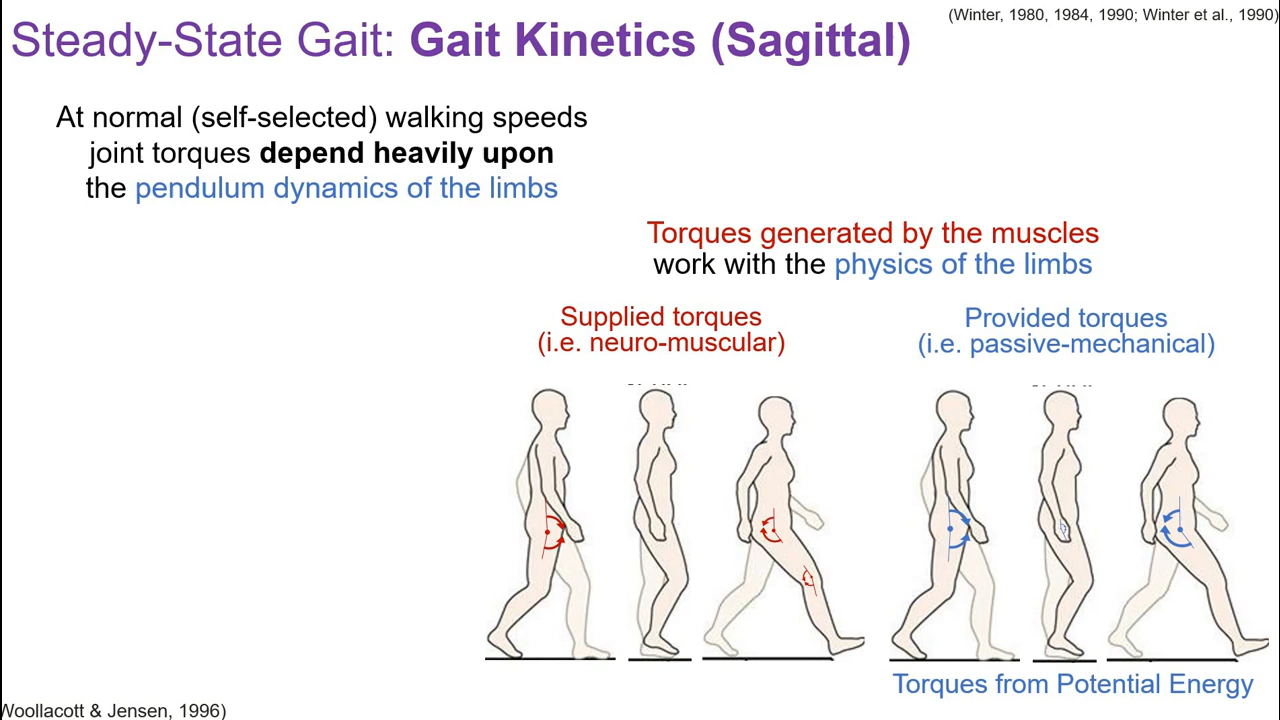 (Winter, 1980, 1984, 1990; Winter et al., 1990)
Steady-State Gait: Gait Kinetics (Sagittal)
At normal (self-selected) walking speeds
joint torques depend heavily upon
the pendulum dynamics of the limbs
Torques generated by the muscles
work with the physics of the limbs
Supplied torques
(i.e. neuro-muscular)
Provided torques
(i.e. passive-mechanical)
Torques from Potential Energy
Woollacott & Jensen, 1996)